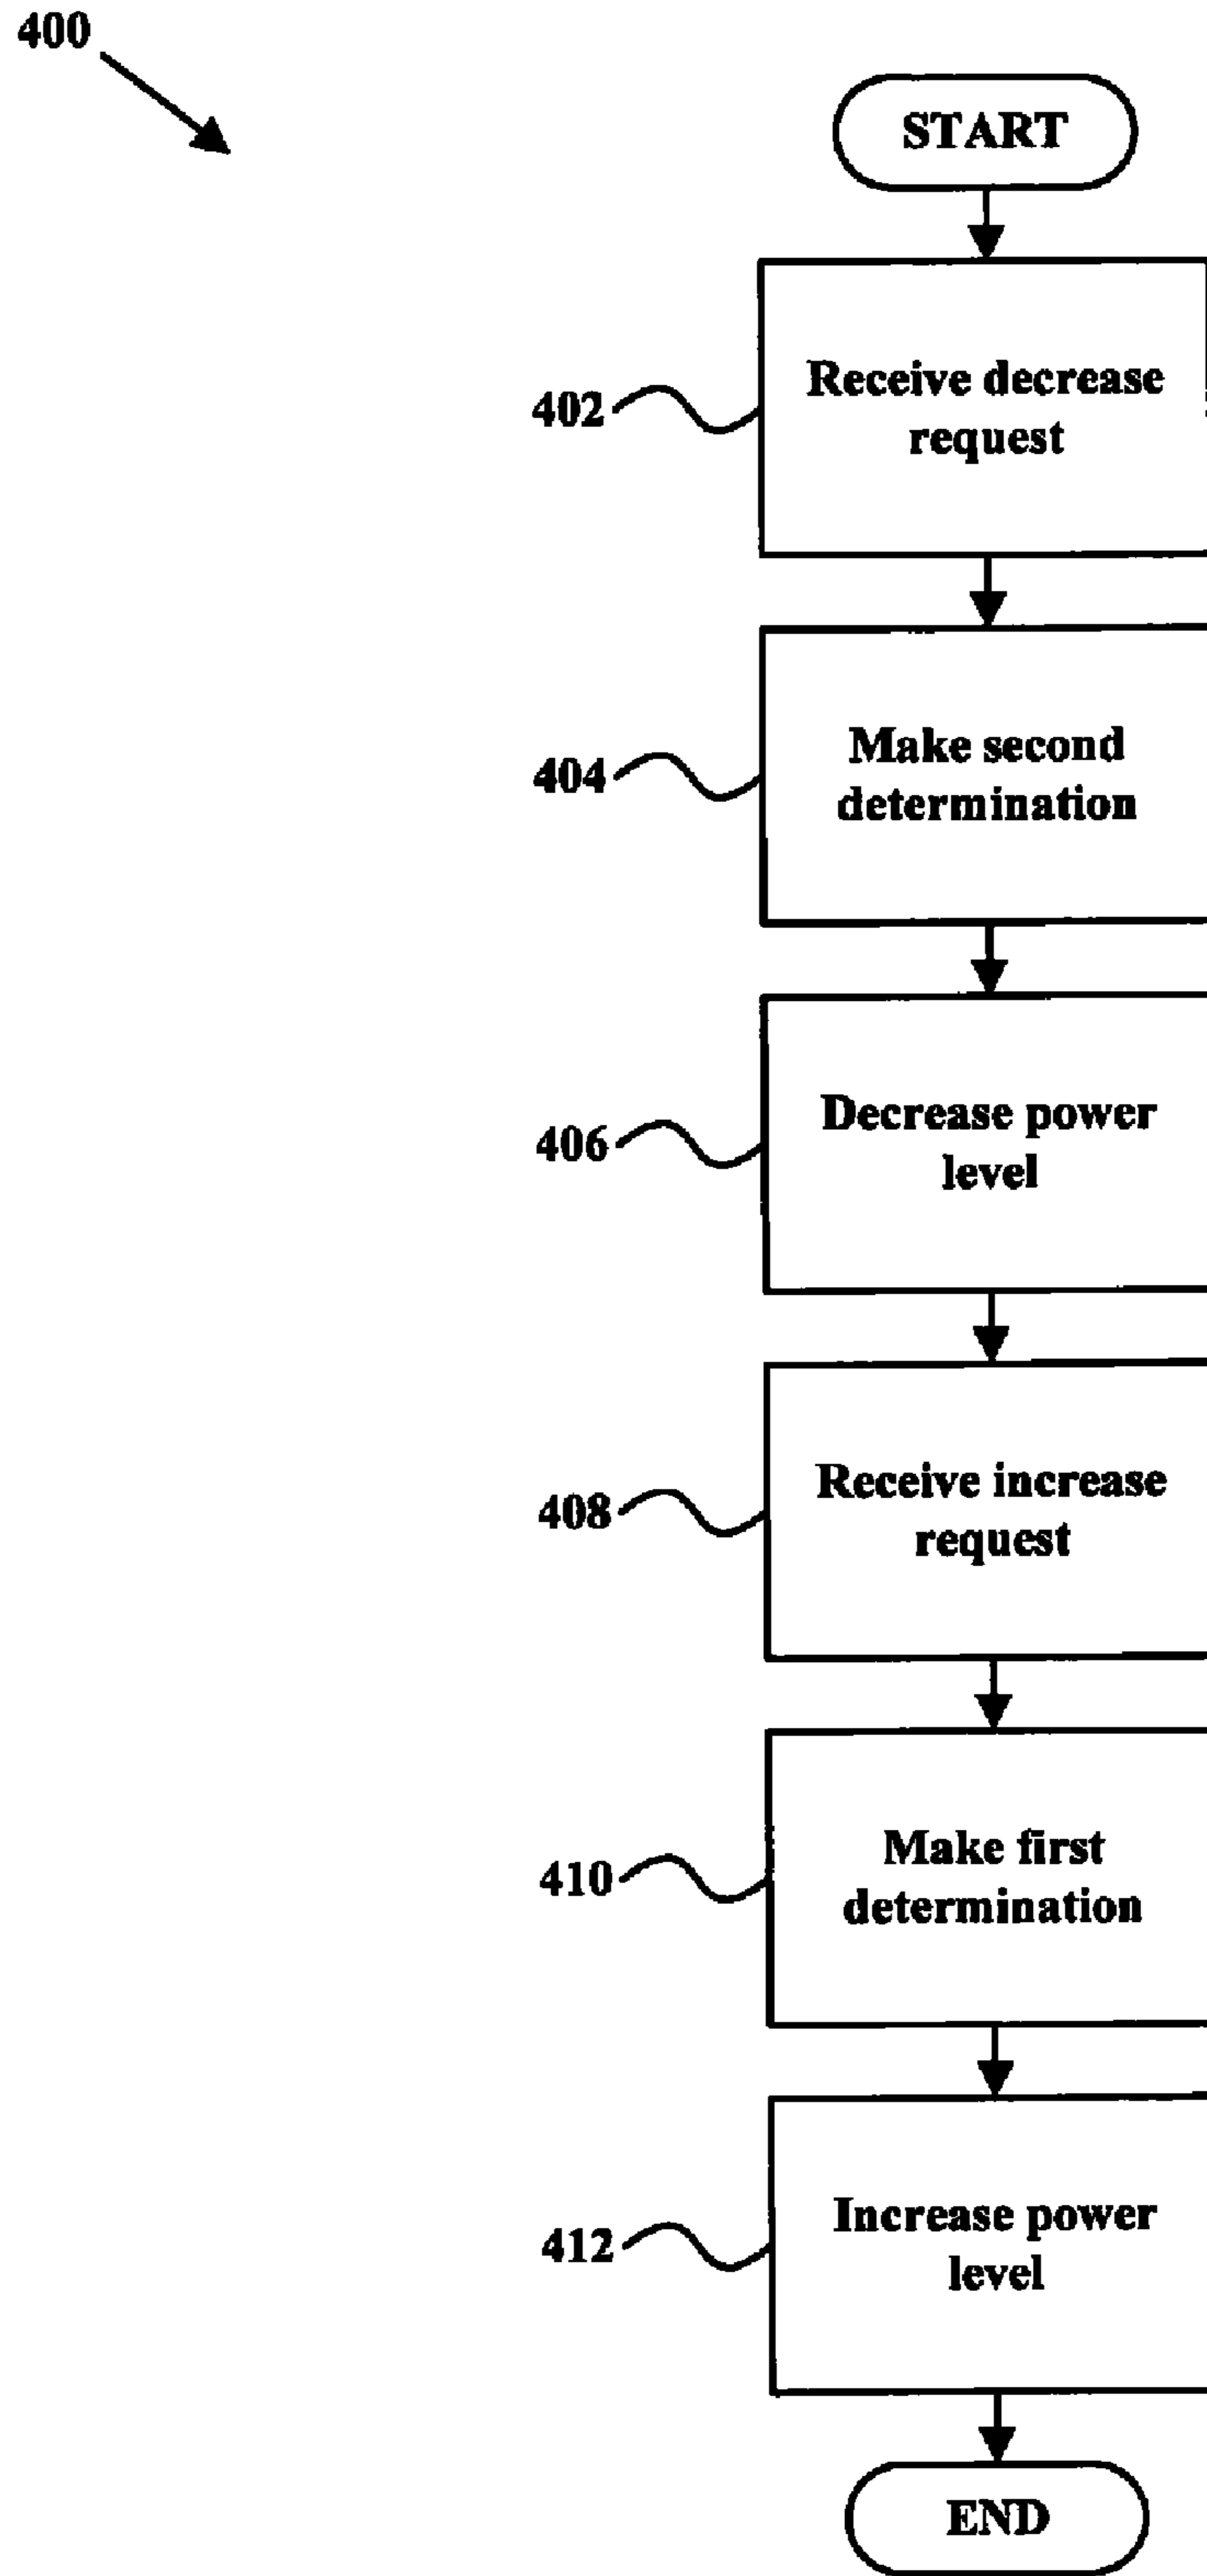 400
START
402
Receive decrease
request
404
Make second
determination
406
Decrease power
level
408
Receive increase
request
410
Make first
determination
412
Increase power
level
END